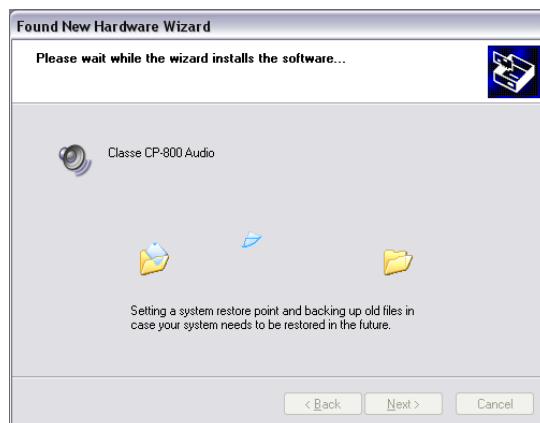 Found New Hardware Wizard
Please wait while the wizard installs the software...
Classe CP-800 Audio
Setting a system restore point and backing up old files in
case your system needs to be restored in the future.
< Back Next > Cancel